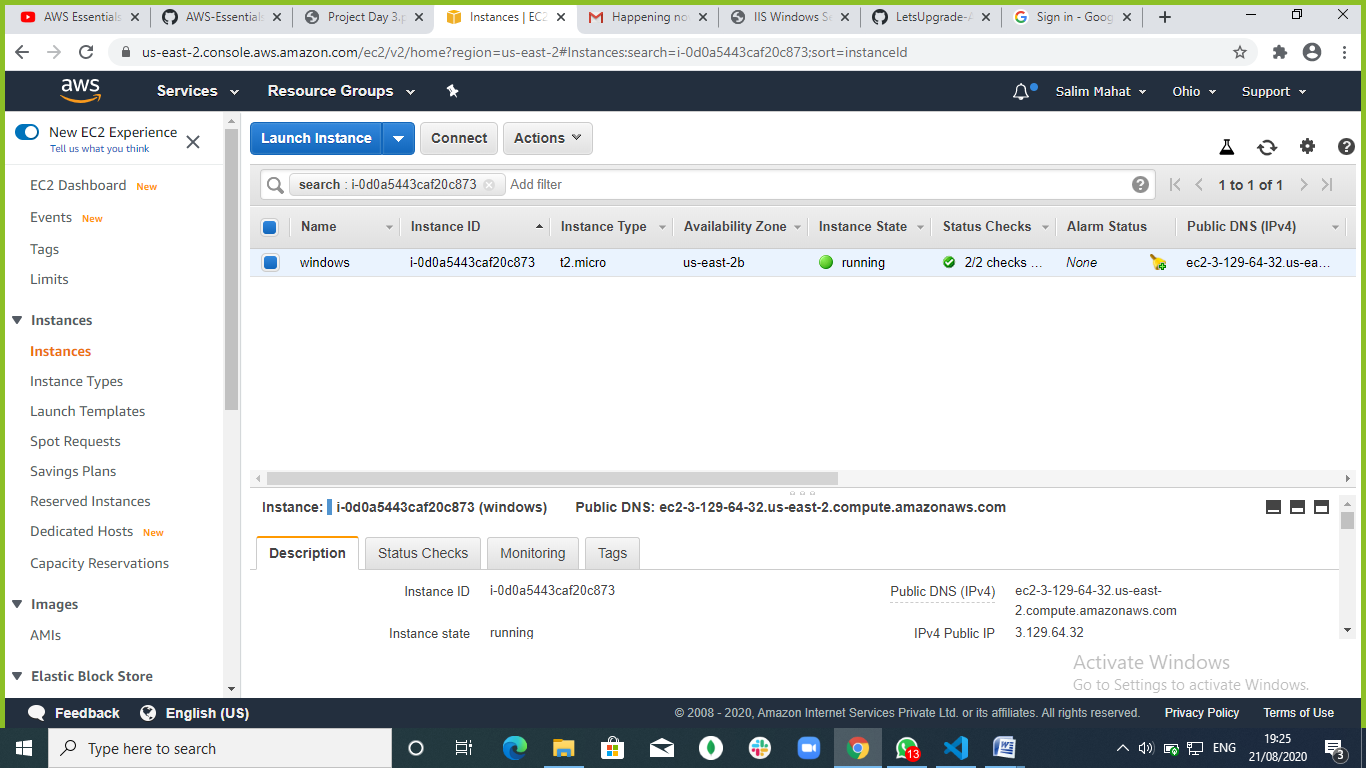 AWS Essentials
AWS-Essentials
Project Day 3.p
Instances | EC2
Happening no
IIS Windows Se
LetsUpgrade-A
Sign in - Goog
us-east-2.console.aws.amazon.com/ec2/v2/home?region=us-east-2#Instances:search=i-0d0a5443caf20c873;sort=instanceId
aws Services Resource Groups Salim Mahat Ohio Support
New EC2 Experience
Tell us what you think
EC2 Dashboard New
Events New
Tags
Limits
Instances
Instances
Instance Types
Launch Templates
Spot Requests
Savings Plans
Reserved Instances
Dedicated Hosts New
Capacity Reservations
Images
AMIs
Elastic Block Store
Launch Instance Connect Actions
search : i-0d0a5443caf20c873 Add filter 1 to 1 of 1
Name Instance ID Instance Type Availability Zone Instance State Status Checks Alarm Status Public DNS (IPv4)
windows i-0d0a5443caf20c873 t2.micro us-east-2b running 2/2 checks ... None ec2-3-129-64-32.us-ea...
Instance: i-0d0a5443caf20c873 (windows) Public DNS: ec2-3-129-64-32.us-east-2.compute.amazonaws.com
Description Status Checks Monitoring Tags
Instance ID i-0d0a5443caf20c873 Public DNS (IPv4) ec2-3-129-64-32.us-east-
2.compute.amazonaws.com
Instance state running IPv4 Public IP 3.129.64.32
Activate Windows
Go to Settings to activate Windows.
Feedback English (US) © 2008 - 2020, Amazon Internet Services Private Ltd. or its affiliates. All rights reserved. Privacy Policy Terms of Use
Type here to search 13 ENG 19:25
21/08/2020 3